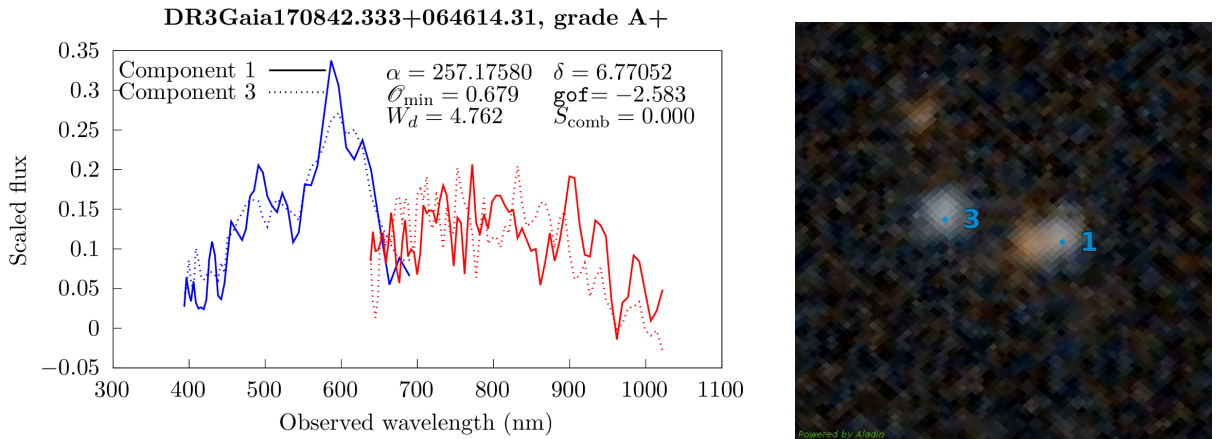 DR3Gaia170842.333+064614.31, grade A+
0.35
0.3
0.25
0.2
0.15
0.1
0.05
0
−0.05
Scaled flux
Component 1
Component 3
α = 257.17580 δ = 6.77052
𝒪min = 0.679 gof= −2.583
Wd = 4.762 Scomb = 0.000
300 400 500 600 700 800 900 1000 1100
Observed wavelength (nm)
3
1
Powered by Aladin